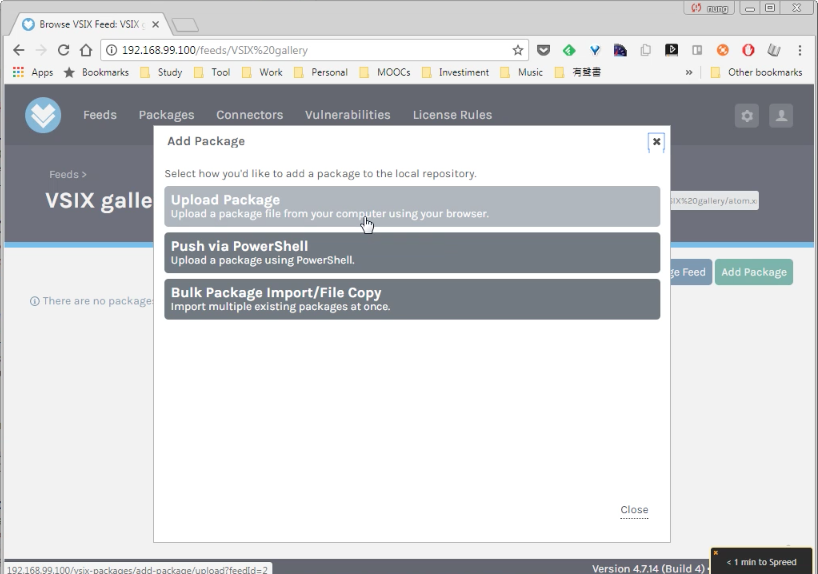 nung
Browse VSIX Feed: VSIX g
192.168.99.100/feeds/VSIX%20gallery
Apps Bookmarks Study Tool Work Personal MOOCs Investiment Music 有聲書 » Other bookmarks
Feeds Packages Connectors Vulnerabilities License Rules
Add Package
Feeds >
Select how you'd like to add a package to the local repository.
VSIX galle
Upload Package
SIX%20gallery/atom.x
Upload a package file from your computer using your browser.
Push via PowerShell
Upload a package using PowerShell.
ge Feed Add Package
Bulk Package Import/File Copy
There are no packages
Import multiple existing packages at once.
Close
192.168.99.100/vsix-packages/add-package/upload?feedId=2
Version 4.7.14 (Build 4) •
< 1 min to Spreed